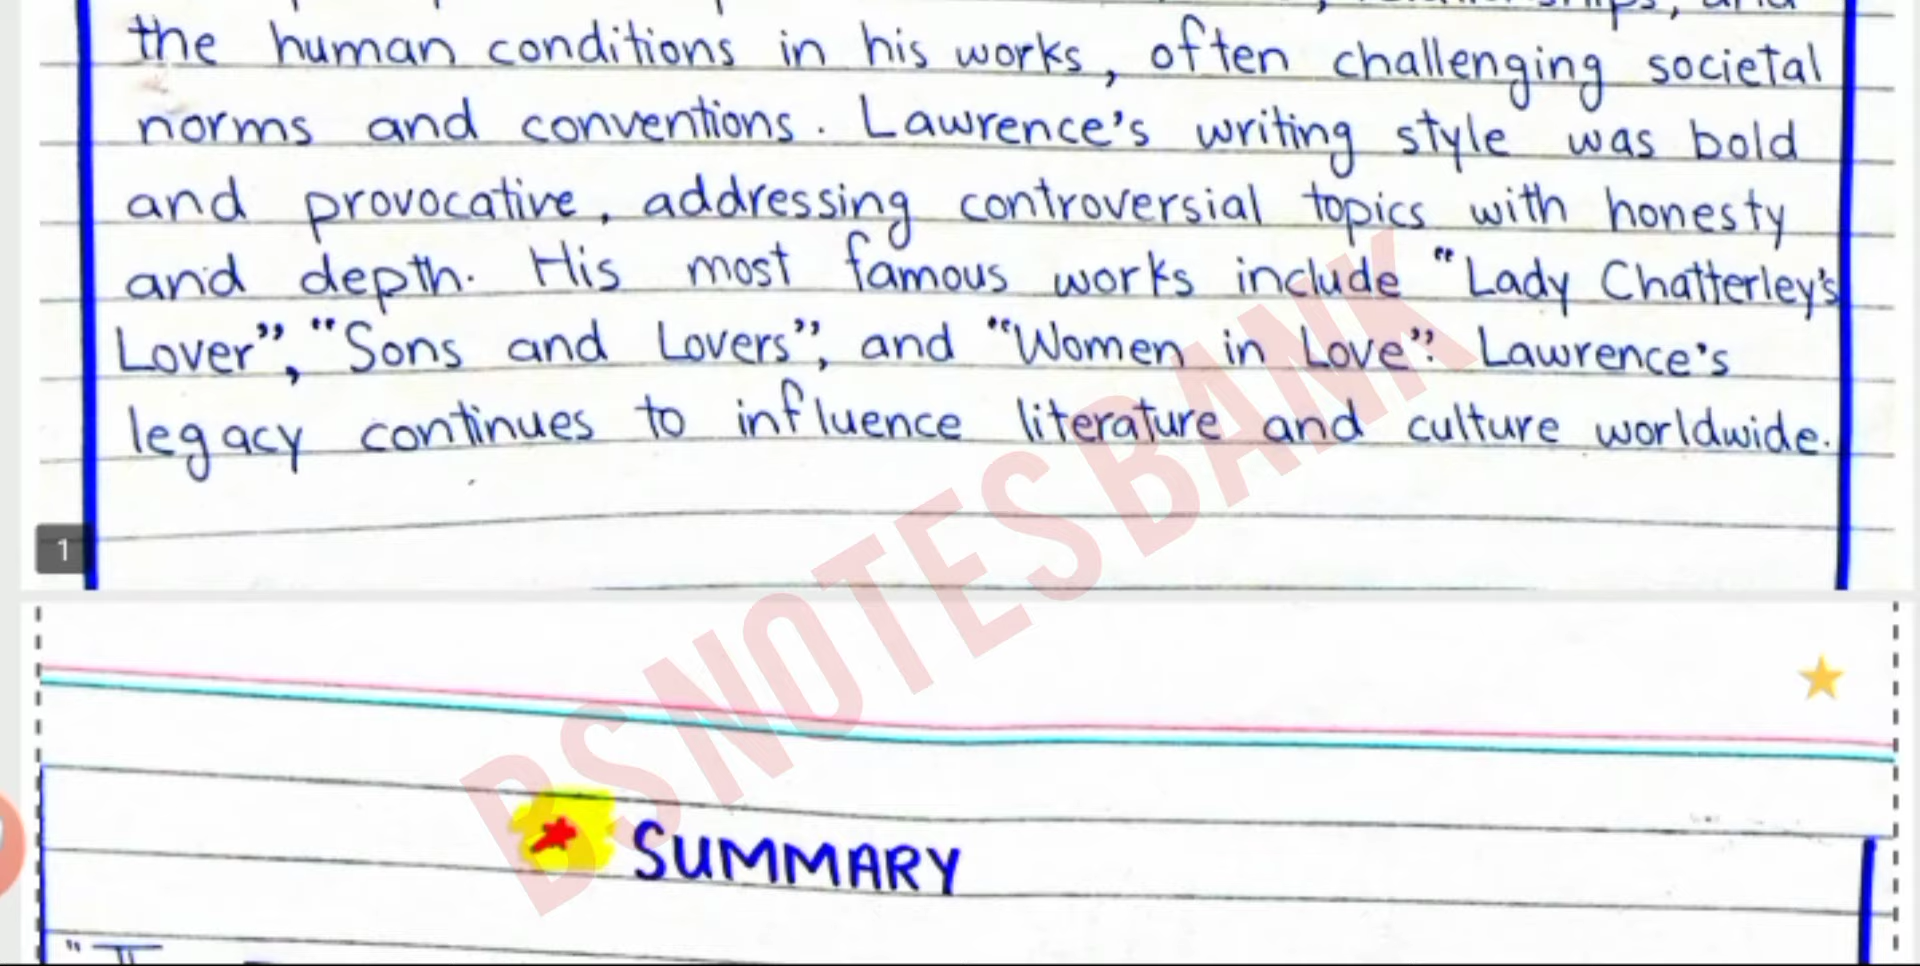 the human conditions in his works, often challenging societal
norms and conventions. Lawrence's writing style was bold
and provocative, addressing controversial topics with honesty
and depth. His most famous works include "Lady Chatterley's
Lover", "Sons and Lovers", and "Women in Love". Lawrence's
legacy continues to influence literature and culture worldwide.
1
BSNOTESBANK
SUMMARY